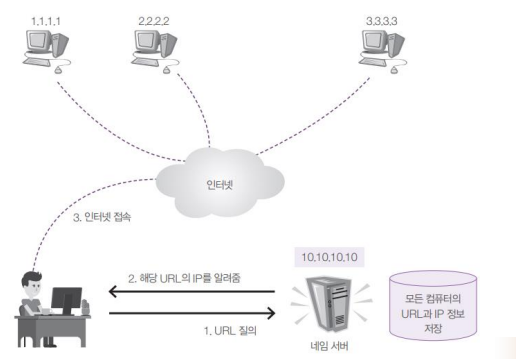 1.1.1.1
2.2.2.2
3.3.3.3
인터넷
3. 인터넷 접속
10.10.10.10
2. 해당 URL의 IP를 알려줌
1. URL 질의
네임 서버
모든 컴퓨터의
URL과 IP 정보
저장